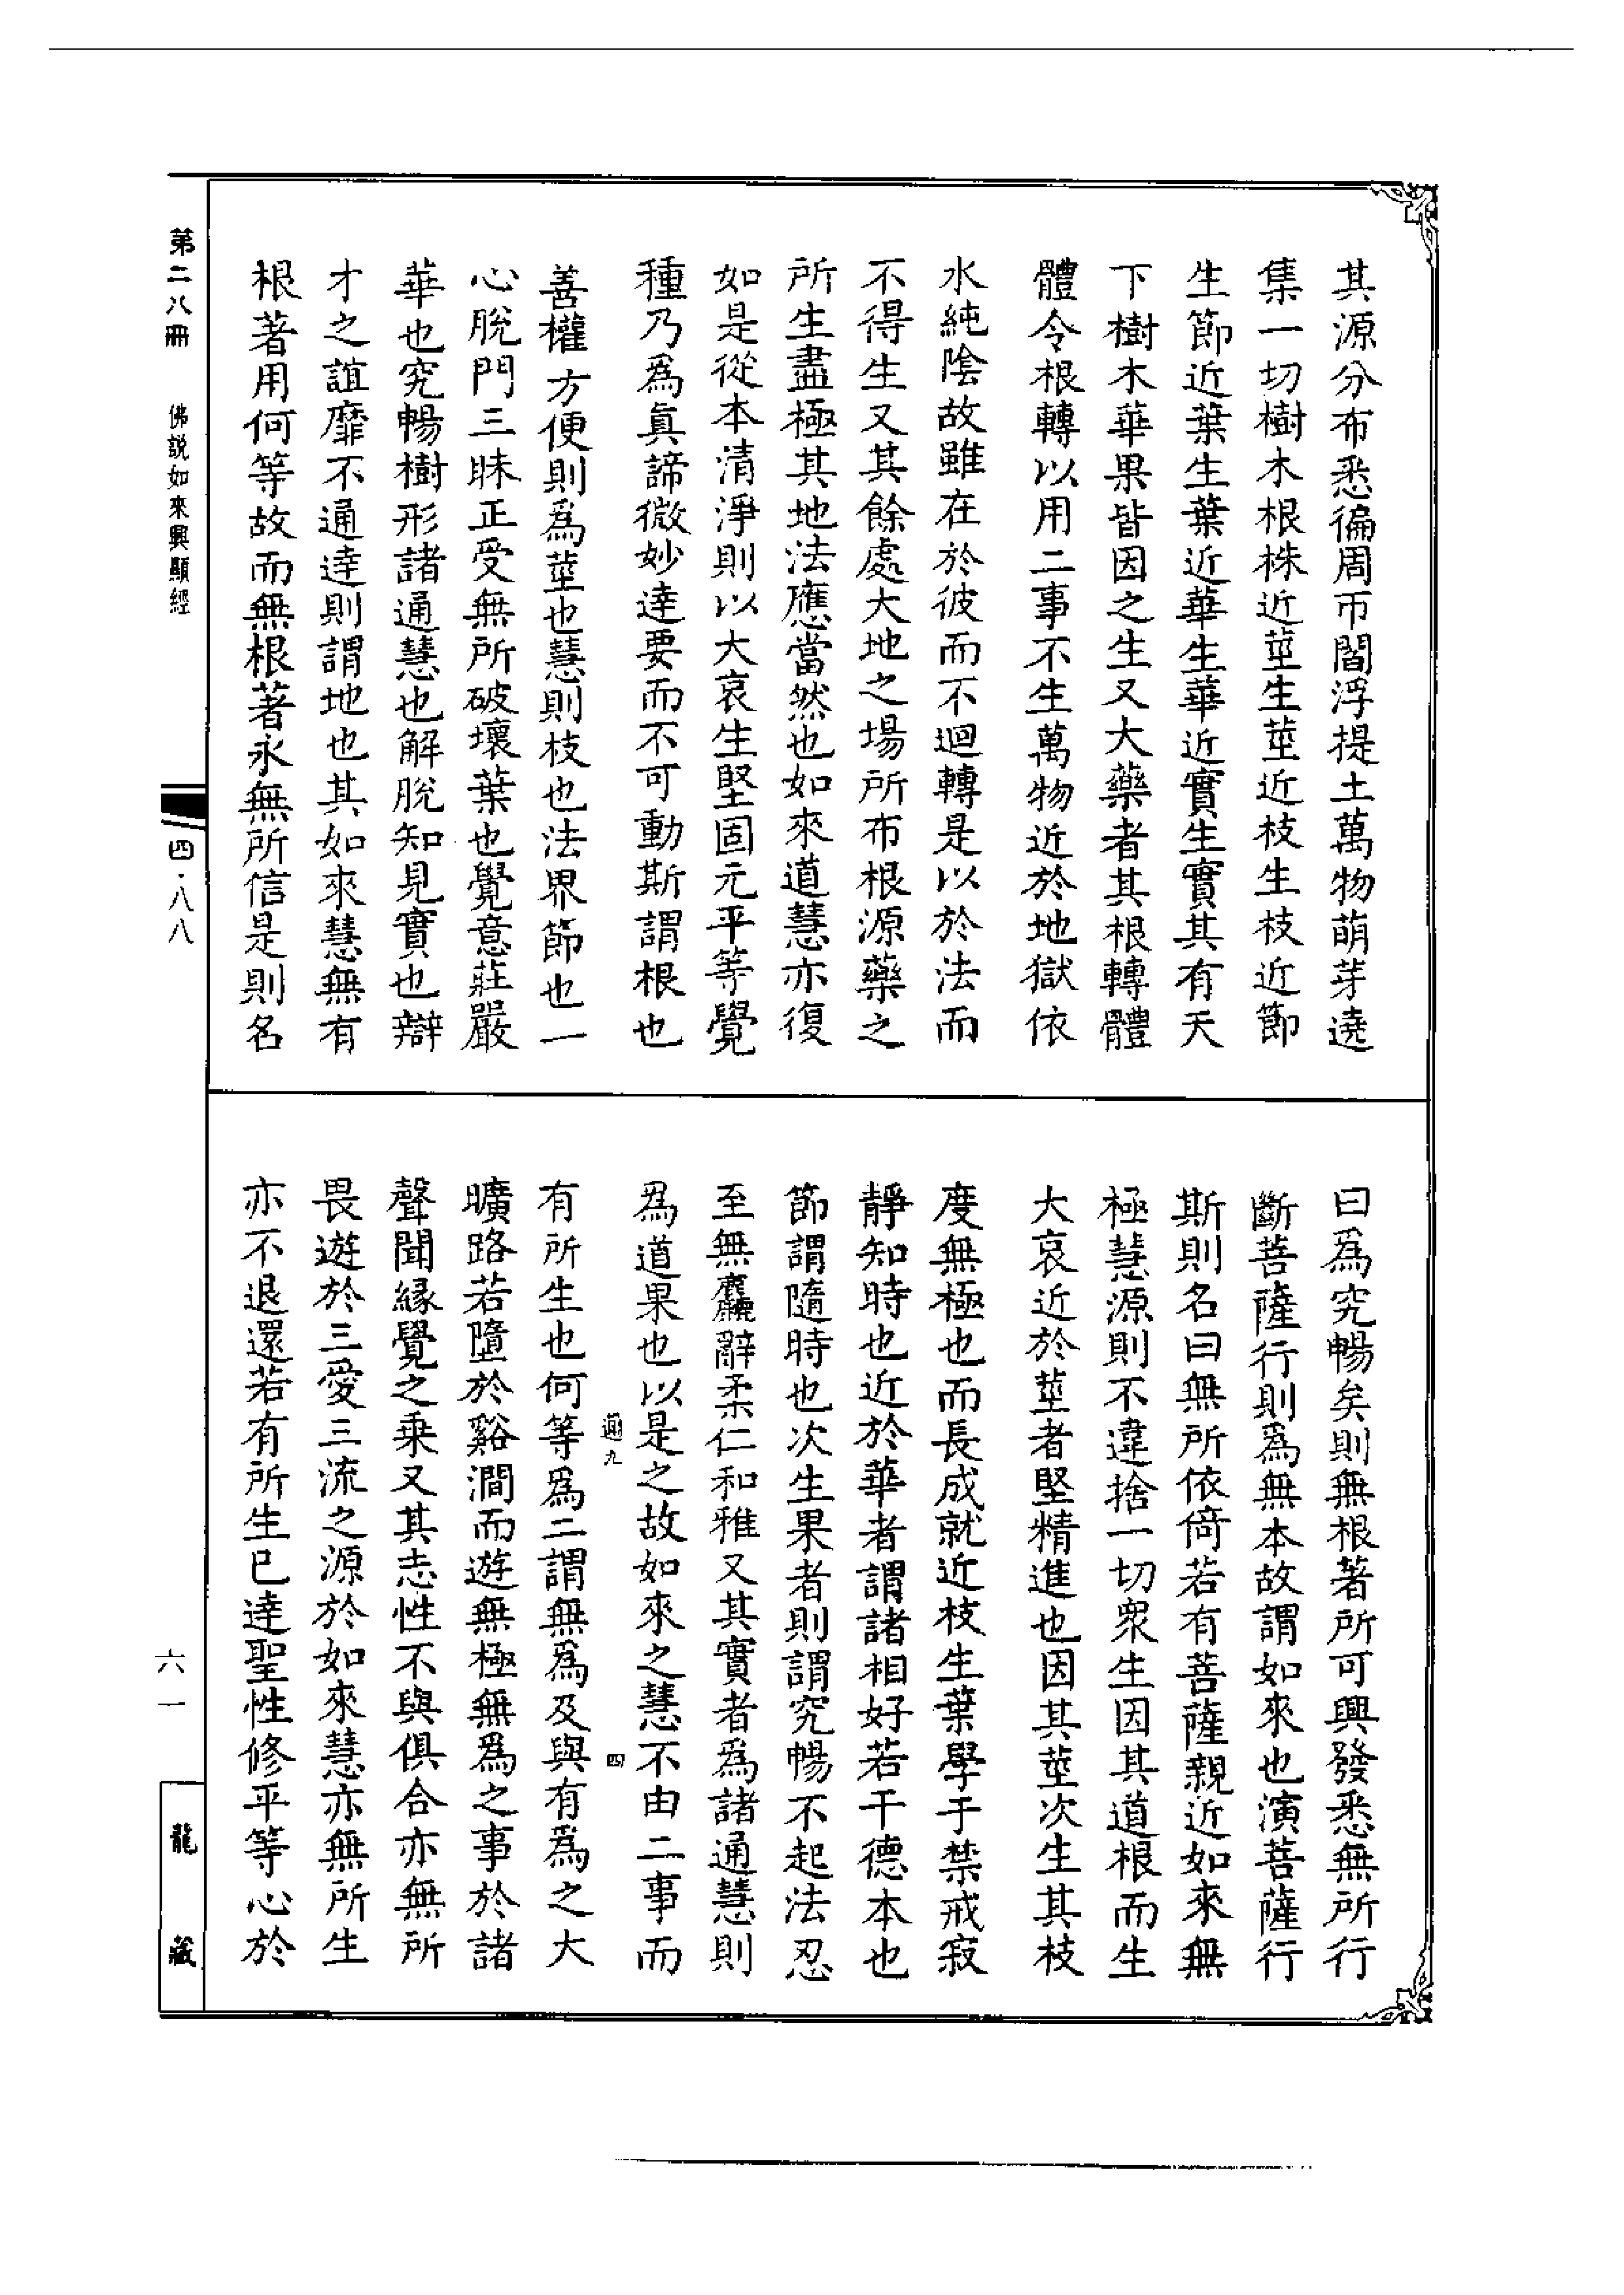 其源分布悉徧周帀閻浮提土萬物萌芽遶
集一切樹木根株近莖生莖近枝生枝近節
生節近葉生葉近華生華近實生實其有天
下樹木華果皆因之生又大藥者其根轉體
體令根轉以用二事不生萬物近於地獄依
水純陰故雖在於彼而不迴轉是以於法而
不得生又其餘處大地之場所布根源藥之
所生盡極其地法應當然也如來道慧亦復
如是從本清淨則以大哀生堅固元平等覺
種乃爲眞諦微妙達要而不可動斯謂根也
善權方便則爲莖也慧則枝也法界節也一
心脫門三昧正受無所破壞葉也覺意莊嚴
華也究暢樹形諸通慧也解脫知見實也辯
才之誼靡不通達則謂地也其如來慧無有
根著用何等故而無根著永無所信是則名
曰爲究暢矣則無根著所可興發悉無所行
斷菩薩行則爲無本故謂如來也演菩薩行
斯則名曰無所依倚若有菩薩親近如來無
極慧源則不違捨一切衆生因其道根而生
大哀近於莖者堅精進也因其莖次生其枝
度無極也而長成就近枝生葉學于禁戒寂
靜知時也近於華者謂諸相好若干德本也
節謂隨時也次生果者則謂究暢不起法忍
至無麤辭柔仁和雅又其實者爲諸通慧則
爲道果也以是之故如來之慧不由二事而
有所生也何等爲二謂無爲及與有爲之大
曠路若墮於谿澗而遊無極無爲之事於諸
聲聞緣覺之乘又其志性不與俱合亦無所
畏遊於三愛三流之源於如來慧亦無所生
亦不退還若有所生已達聖性修平等心於
四
第二八冊 佛説如來興顯經
四·八八
六一
龍藏